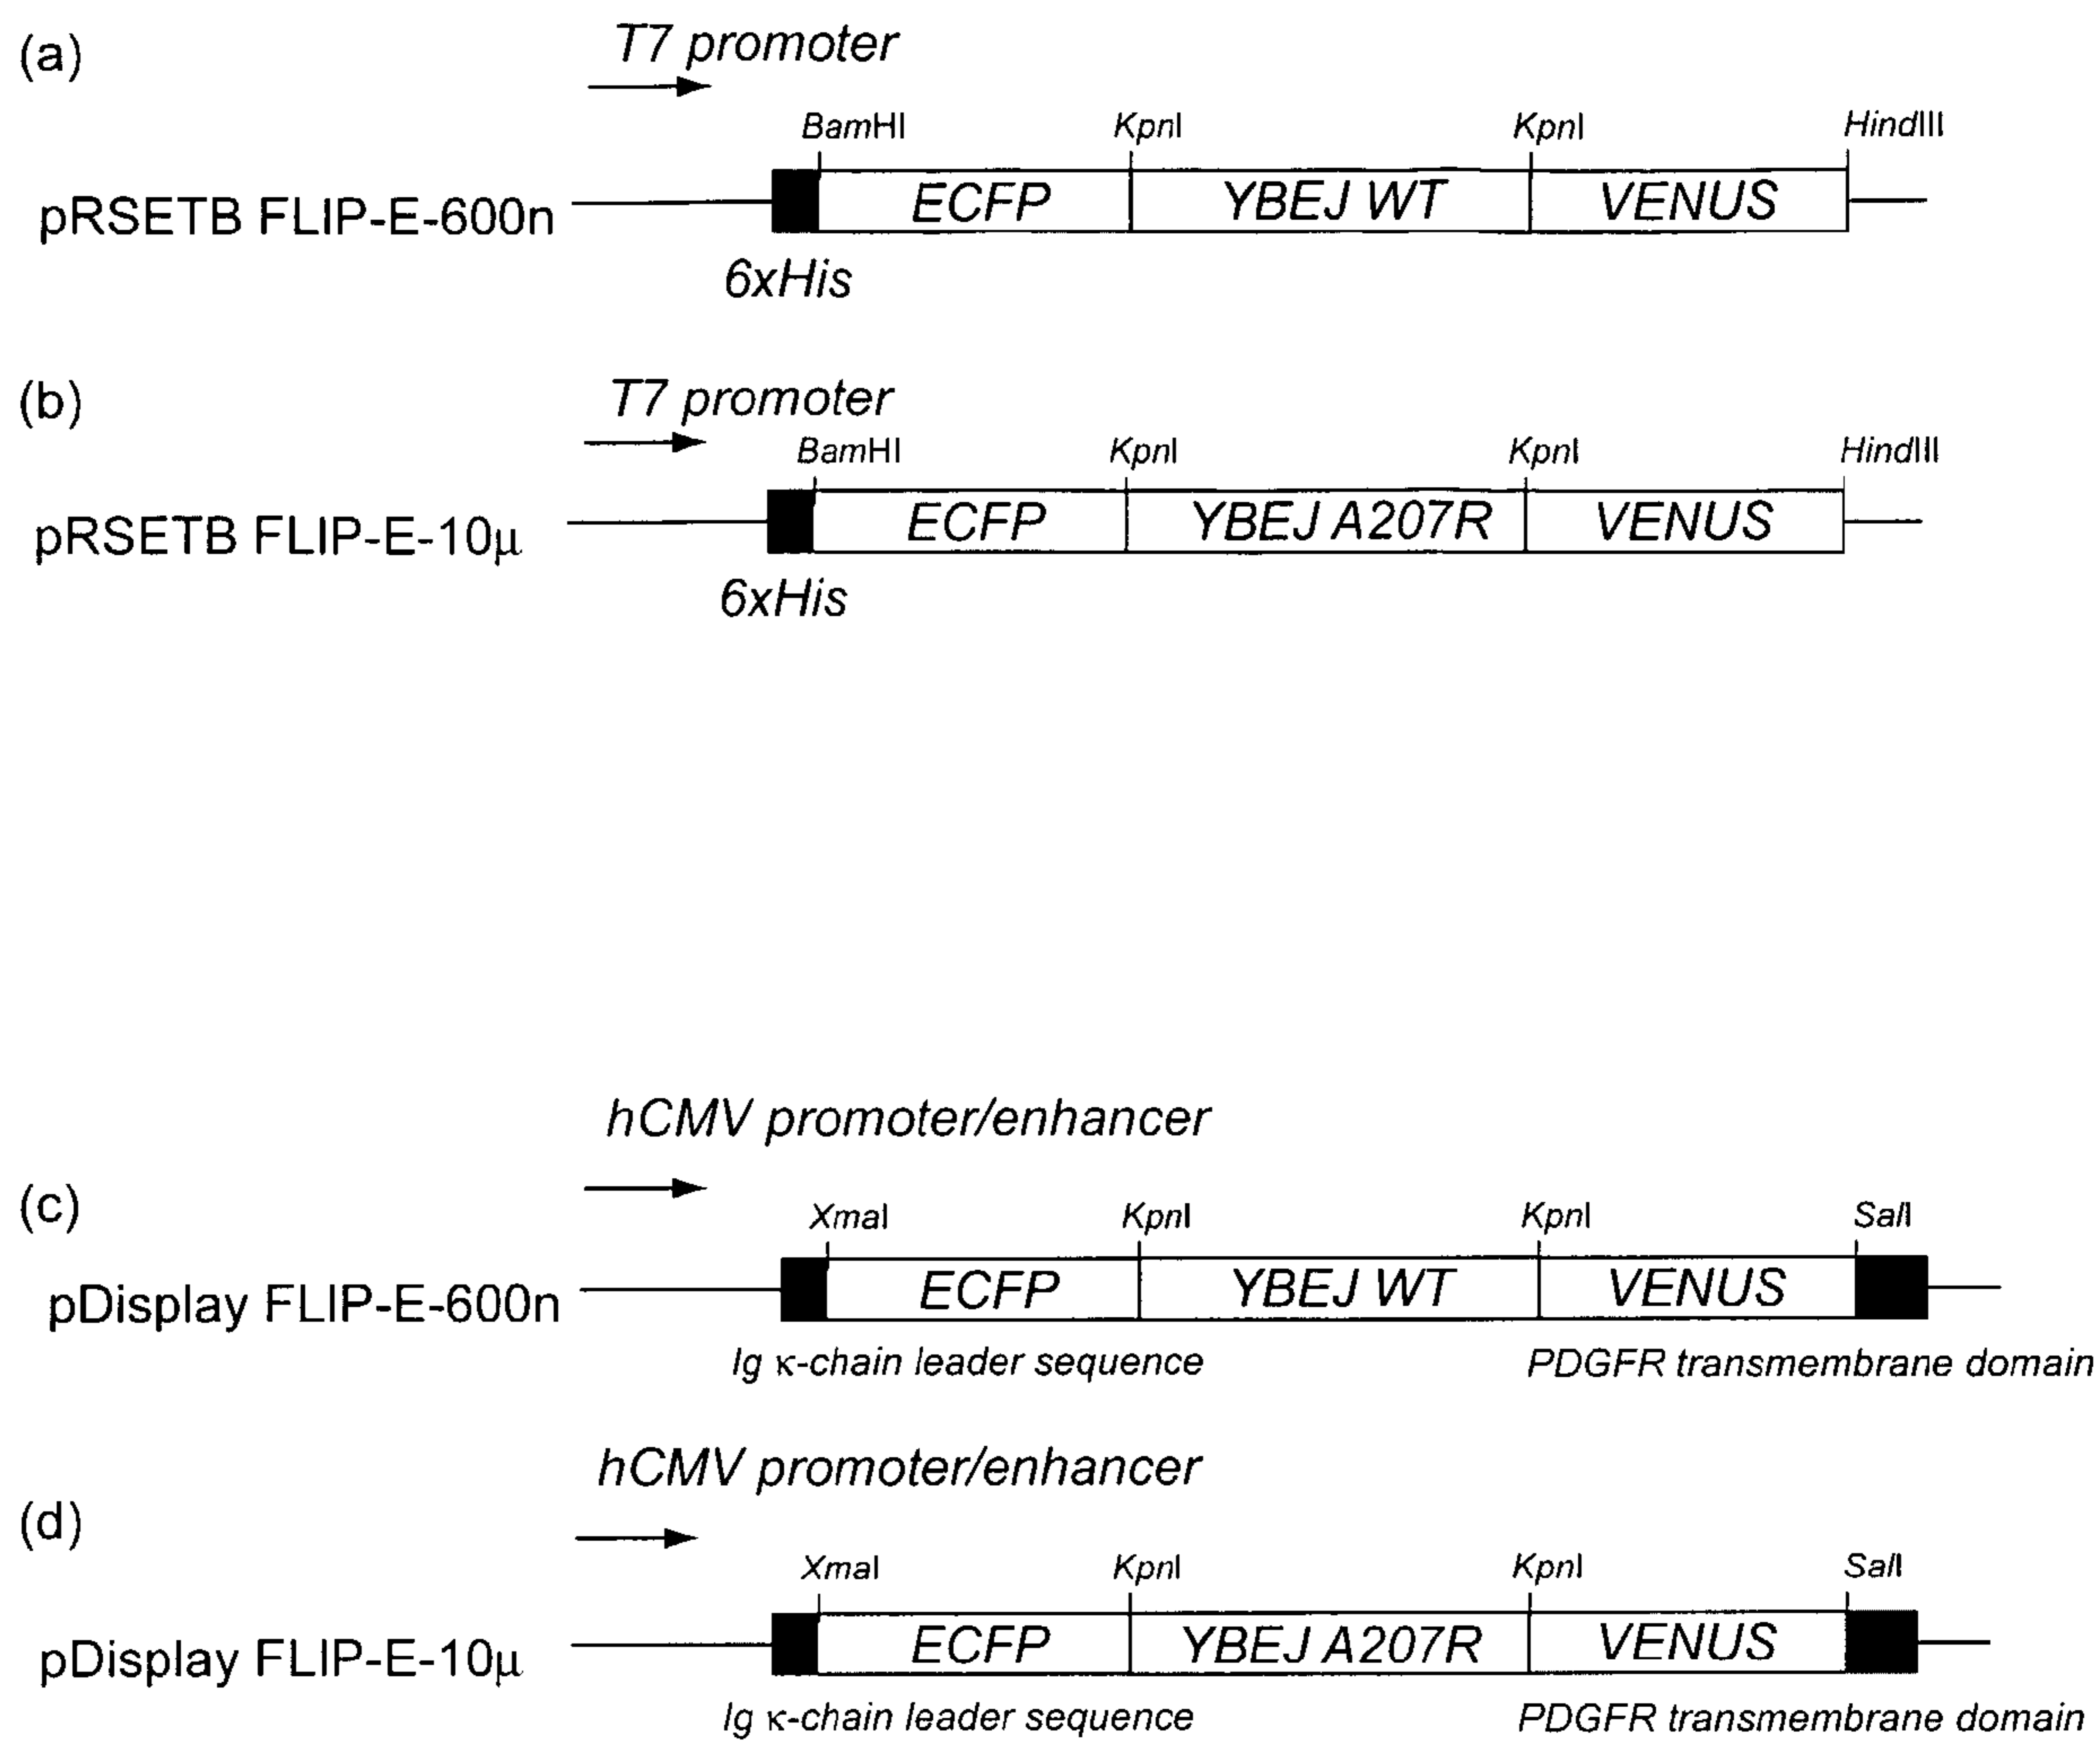 (a)
T7 promoter
BamHI KpnI KpnI HindIII
pRSETB FLIP-E-600n ECFP YBEJ WT VENUS
6xHis
(b)
T7 promoter
BamHI KpnI KpnI HindIII
pRSETB FLIP-E-10μ ECFP YBEJ A207R VENUS
6xHis
hCMV promoter/enhancer
(c)
XmaI KpnI KpnI SalI
pDisplay FLIP-E-600n ECFP YBEJ WT VENUS
Ig κ-chain leader sequence PDGFR transmembrane domain
hCMV promoter/enhancer
(d)
XmaI KpnI KpnI SalI
pDisplay FLIP-E-10μ ECFP YBEJ A207R VENUS
Ig κ-chain leader sequence PDGFR transmembrane domain